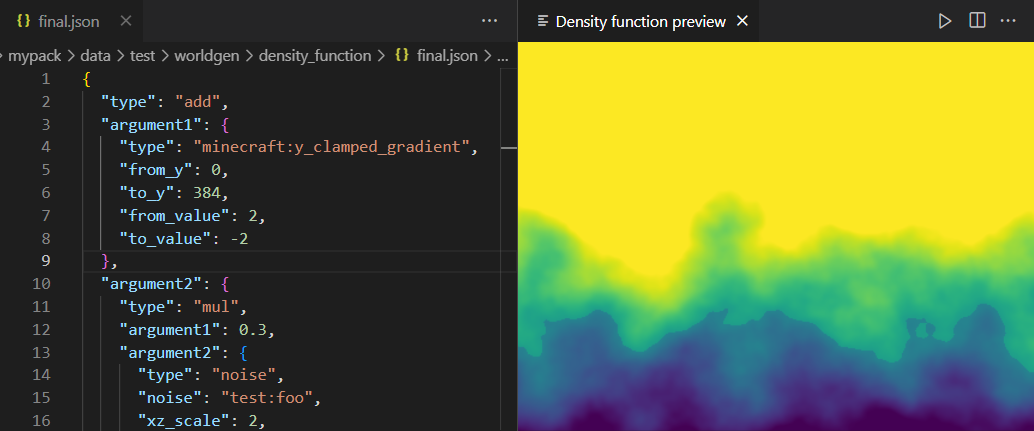 {} final.json ×
Density function preview ×
mypack > data > test > worldgen > density_function > {} final.json > ...
1 {
2 "type": "add",
3 "argument1": {
4 "type": "minecraft:y_clamped_gradient",
5 "from_y": 0,
6 "to_y": 384,
7 "from_value": 2,
8 "to_value": -2
9 },
10 "argument2": {
11 "type": "mul",
12 "argument1": 0.3,
13 "argument2": {
14 "type": "noise",
15 "noise": "test:foo",
16 "xz_scale": 2,